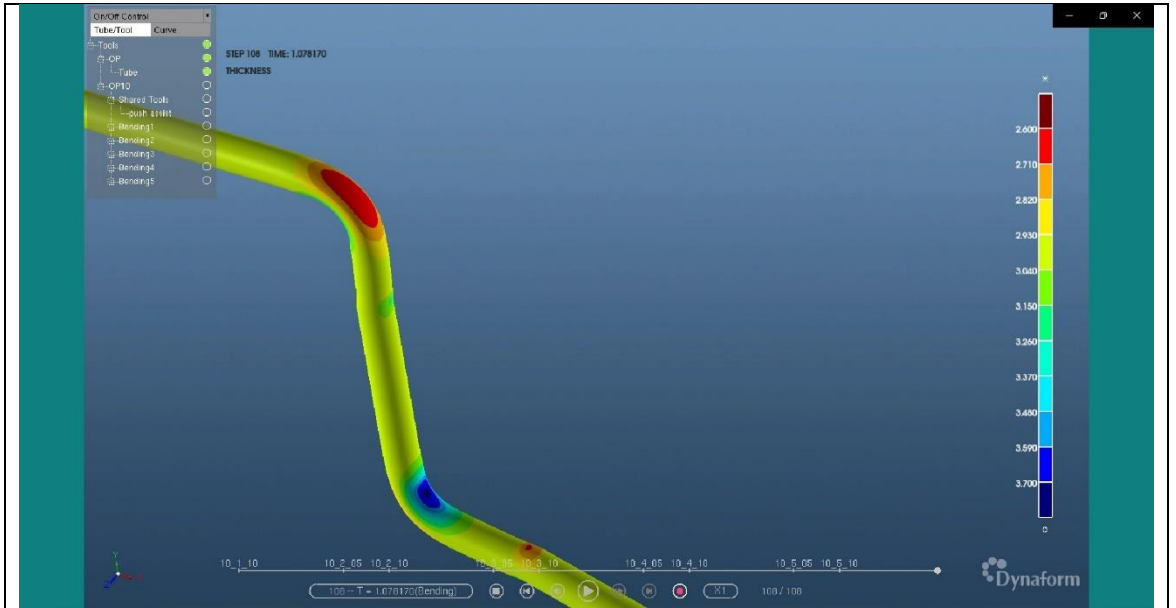 On/Off Control
Tube/Tool Curve
Tools
OP
Tube
OP10
Shared Tools
push assist
Bending1
Bending2
Bending3
Bending4
Bending5
STEP 108 TIME: 1.078170
THICKNESS
2.600
2.710
2.820
2.930
3.040
3.150
3.260
3.370
3.480
3.590
3.700
10_1_10 10_2_05 10_2_10 10_3_05 10_3_10 10_4_05 10_4_10 10_5_05 10_5_10
108 -- T = 1.078170(Bending) X1 108 / 108
Dynaform